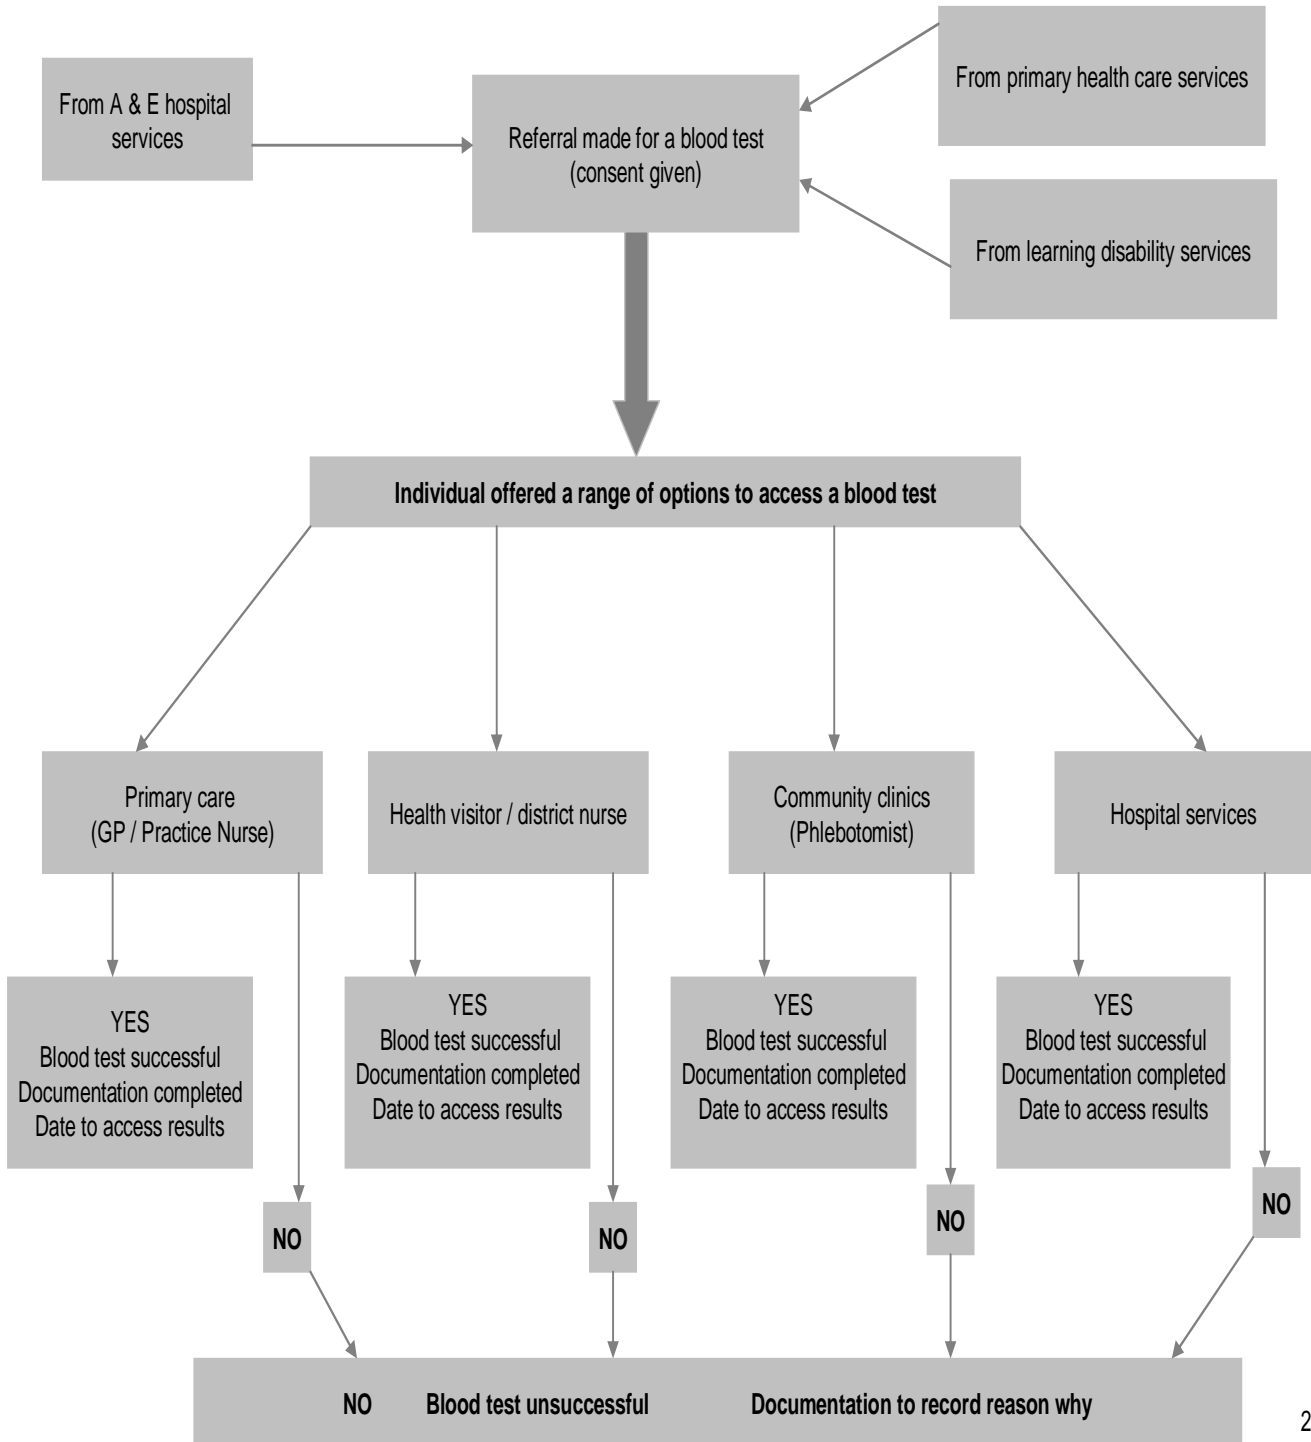 From primary health care services
From A & E hospital
services
Referral made for a blood test
(consent given)
From learning disability services
Individual offered a range of options to access a blood test
Primary care
(GP / Practice Nurse)
Health visitor / district nurse
Community clinics
(Phlebotomist)
Hospital services
YES
Blood test successful
Documentation completed
Date to access results
YES
Blood test successful
Documentation completed
Date to access results
YES
Blood test successful
Documentation completed
Date to access results
YES
Blood test successful
Documentation completed
Date to access results
NO
NO
NO
NO
NO Blood test unsuccessful Documentation to record reason why
2